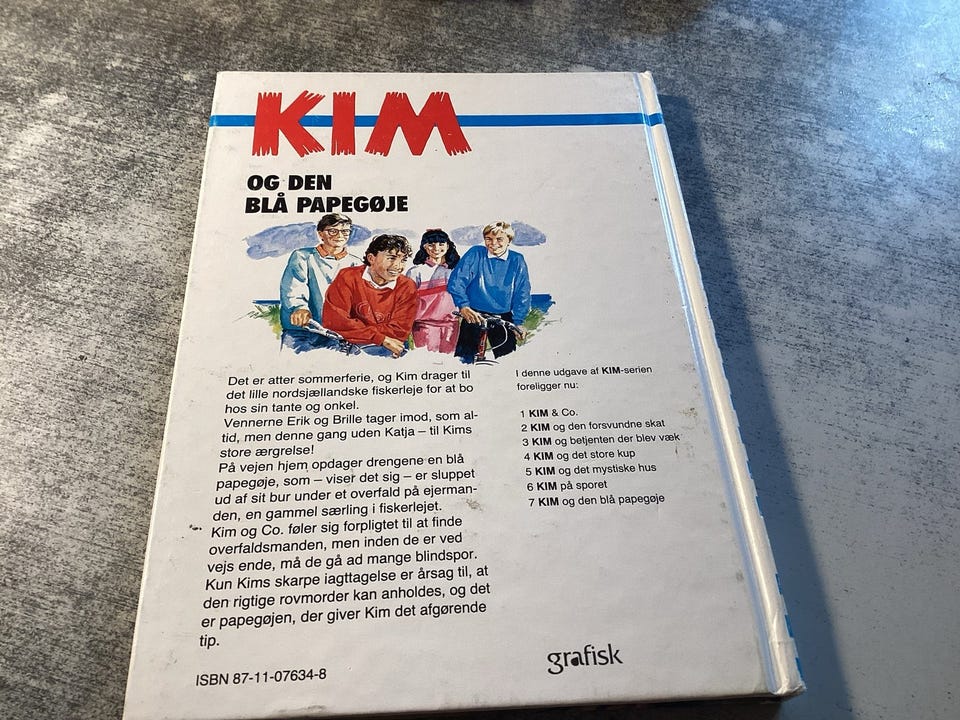 KIM
OG DEN
BLÅ PAPEGØJE
Det er atter sommerferie, og Kim drager til
det lille nordsjællandske fiskerleje for at bo
hos sin tante og onkel.
Vennerne Erik og Brille tager imod, som al-
tid, men denne gang uden Katja – til Kims
store ærgrelse!
På vejen hjem opdager drengene en blå
papegøje, som – viser det sig – er sluppet
ud af sit bur under et overfald på ejerman-
den, en gammel særling i fiskerlejet.
Kim og Co. føler sig forpligtet til at finde
overfaldsmanden, men inden de er ved
vejs ende, må de gå ad mange blindspor.
Kun Kims skarpe iagttagelse er årsag til, at
den rigtige rovmorder kan anholdes, og det
er papegøjen, der giver Kim det afgørende
tip.
ISBN 87-11-07634-8
I denne udgave af KIM-serien
foreligger nu:
1 KIM & Co.
2 KIM og den forsvundne skat
3 KIM og betjenten der blev væk
4 KIM og det store kup
5 KIM og det mystiske hus
6 KIM på sporet
7 KIM og den blå papegøje
grafisk